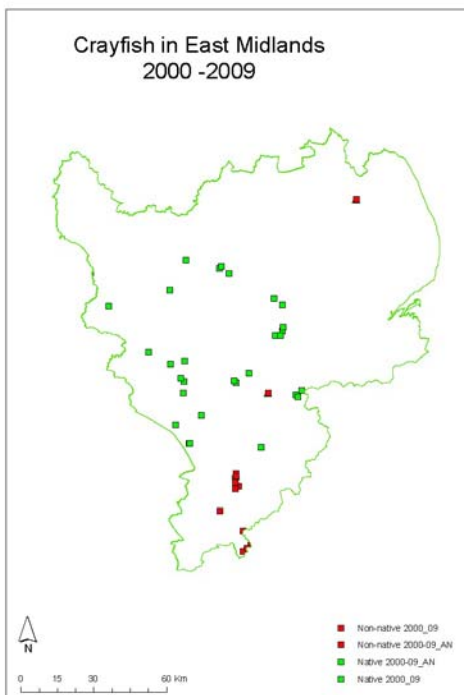 Crayfish in East Midlands
2000 -2009
N
0 15 30 60 Km
Non-native 2000_09
Non-native 2000-09_AN
Native 2000-09_AN
Native 2000_09